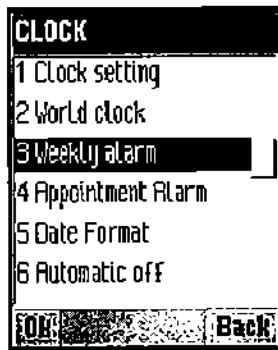 CLOCK
1 Clock setting
2 World clock
3 Weekly alarm
4 Appointment Alarm
5 Date Format
6 Automatic off
OK Back